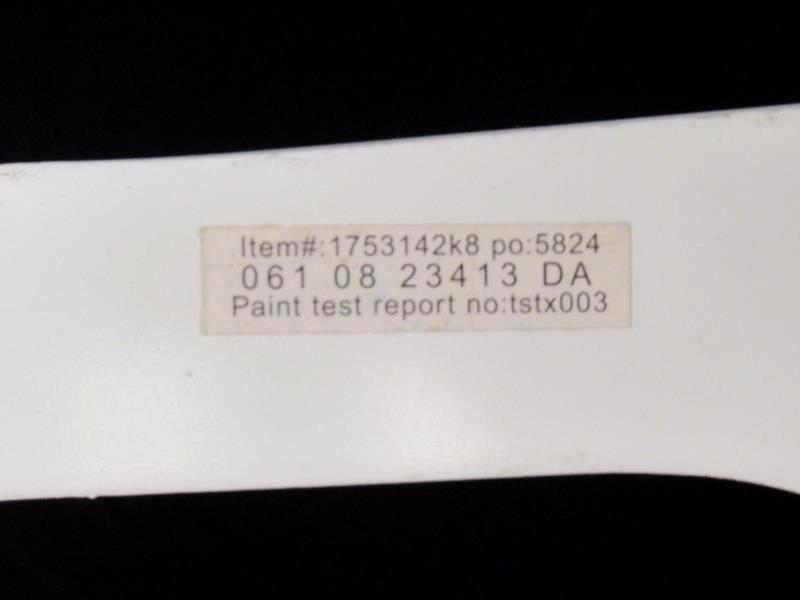 Item#:1753142k8 po:5824
061 08 23413 DA
Paint test report no:tstx003